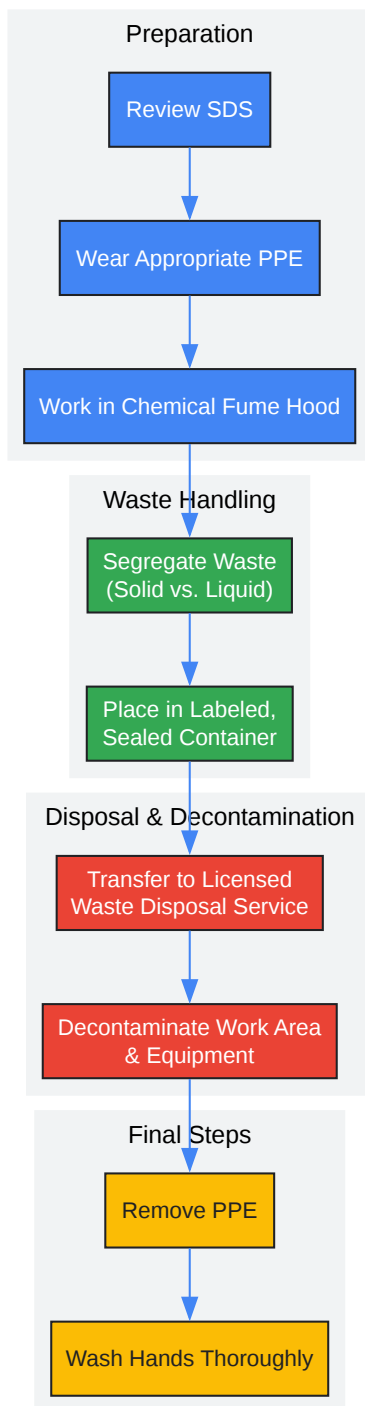 Preparation
Review SDS
Wear Appropriate PPE
Work in Chemical Fume Hood
Waste Handling
Segregate Waste
(Solid vs. Liquid)
Place in Labeled,
Sealed Container
Disposal & Decontamination
Transfer to Licensed
Waste Disposal Service
Decontaminate Work Area
& Equipment
Final Steps
Remove PPE
Wash Hands Thoroughly